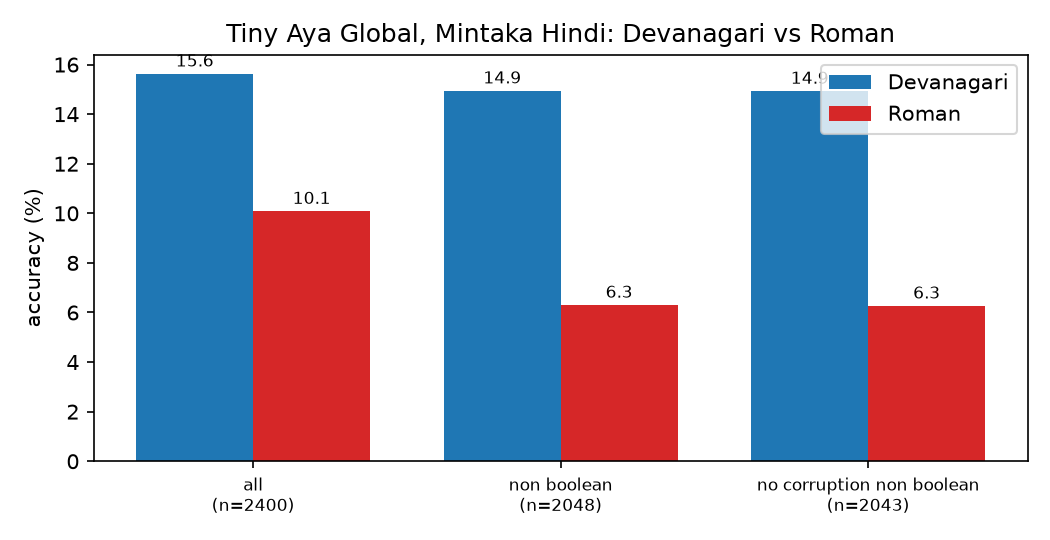 Tiny Aya Global, Mintaka Hindi: Devanagari vs Roman
accuracy (%)
16
14
12
10
8
6
4
2
0
15.6
10.1
14.9
6.3
14.9
6.3
Devanagari
Roman
all
(n=2400)
non boolean
(n=2048)
no corruption non boolean
(n=2043)